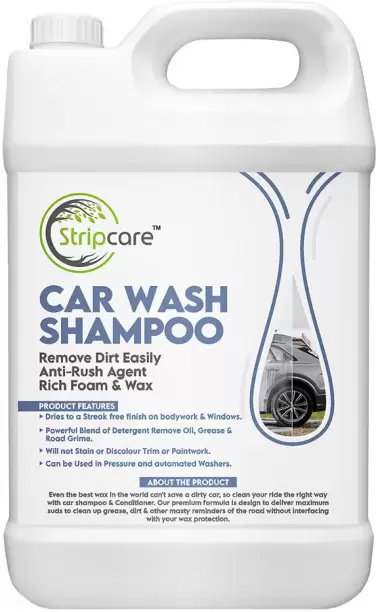 Stripcare™
CAR WASH
SHAMPOO
Remove Dirt Easily
Anti-Rush Agent
Rich Foam & Wax
PRODUCT FEATURES
Dries to a Streak free finish on bodywork & Windows.
Powerful Blend of Detergent Remove Oil, Grease &
Road Grime.
Will not Stain or Discolour Trim or Paintwork.
Can be Used in Pressure and automated Washers.
ABOUT THE PRODUCT
Even the best wax in the world can't save a dirty car, so clean your ride the right way
with car shampoo & Conditioner. Our premium formula is design to deliver maximum
suds to clean up grease, dirt & other masty reminders of the road without interfacing
with your wax protection.